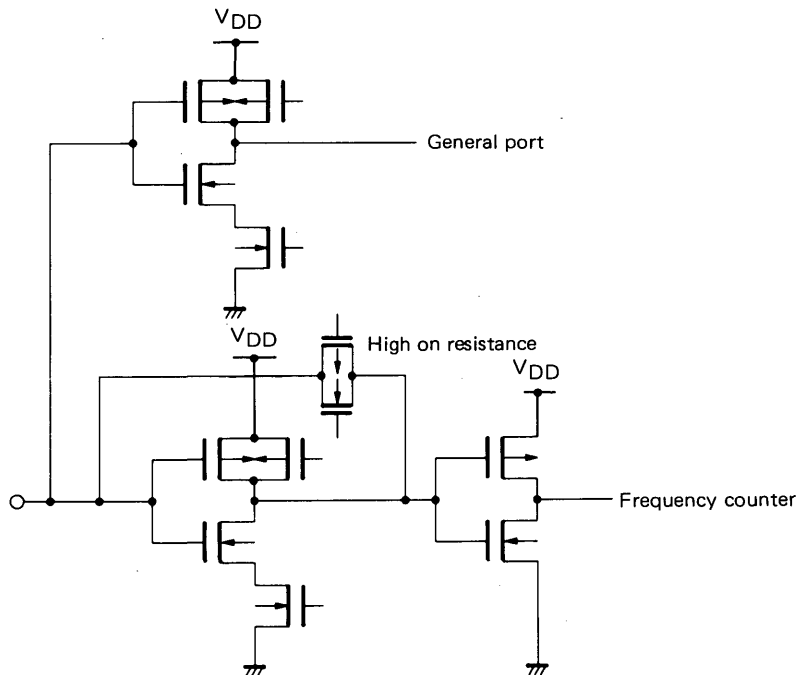 VDD
General port
VDD
High on resistance
VDD
Frequency counter